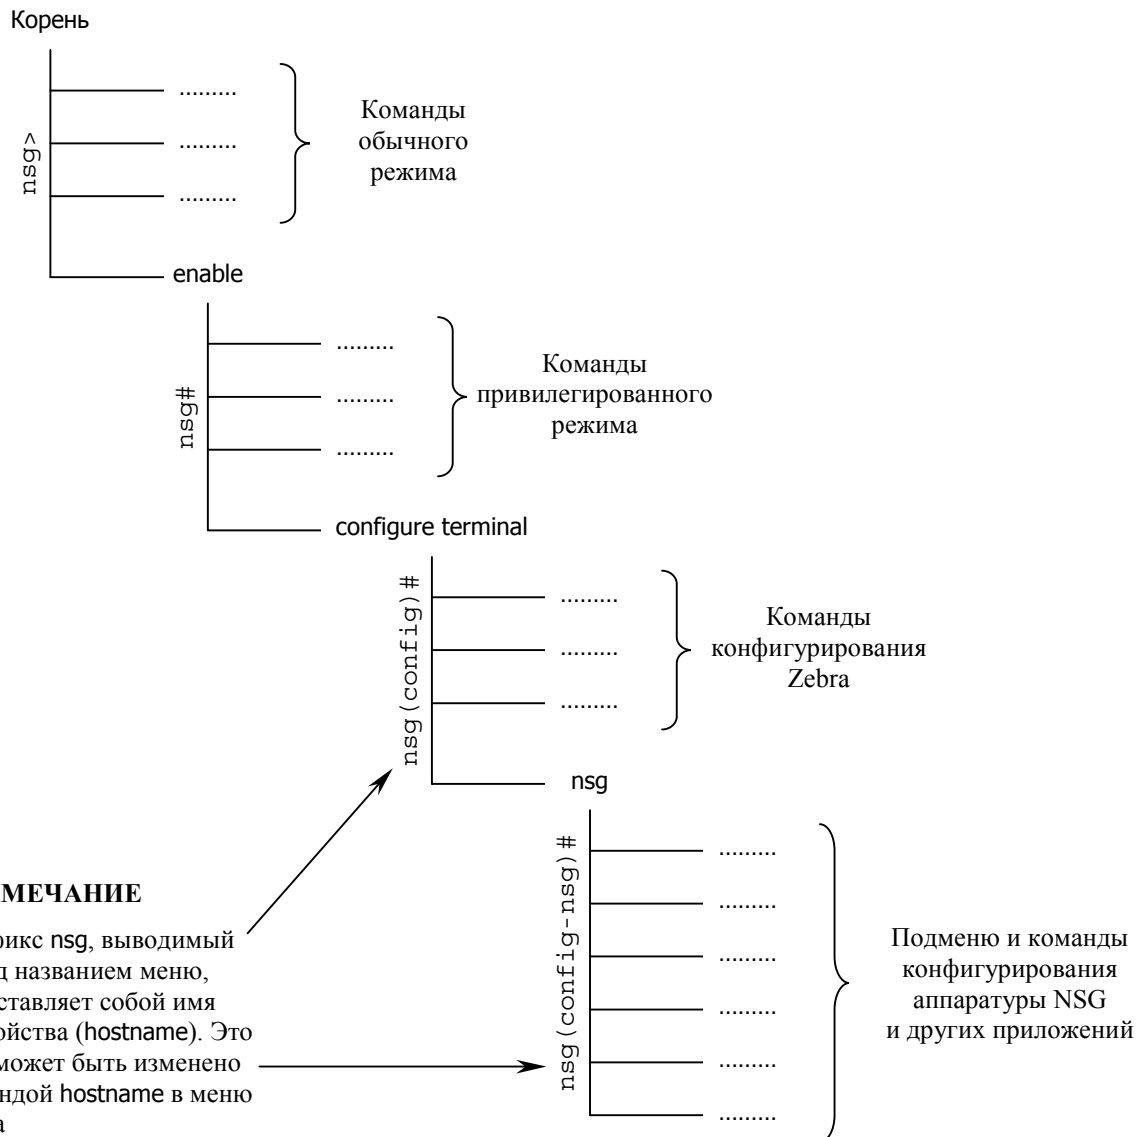 Корень
nsg>
.........
.........
.........
Команды
обычного
режима
enable
nsg#
.........
.........
.........
Команды
привилегированного
режима
configure terminal
nsg(config)#
.........
.........
.........
Команды
конфигурирования
Zebra
nsg
nsg(config-nsg)#
.........
.........
.........
.........
.........
.........
Подменю и команды
конфигурирования
аппаратуры NSG
и других приложений
МЕЧАНИЕ
фикс nsg, выводимый
д названием меню,
ставляет собой имя
ойства (hostname). Это
может быть изменено
ндой hostname в меню
а